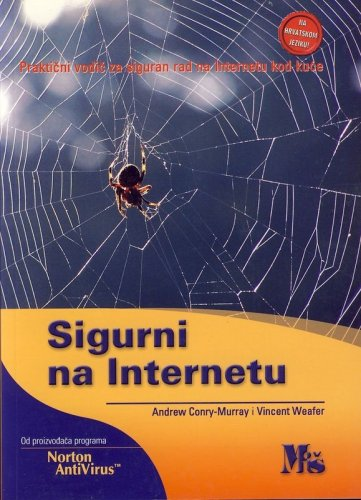 NA
HRVATSKOM
JEZIKU!
Praktični vodič za siguran rad na Internetu kod kuće
Sigurni
na Internetu
Andrew Conry-Murray i Vincent Weafer
Od proizvođača programa
Norton
AntiVirus™
MiŠ